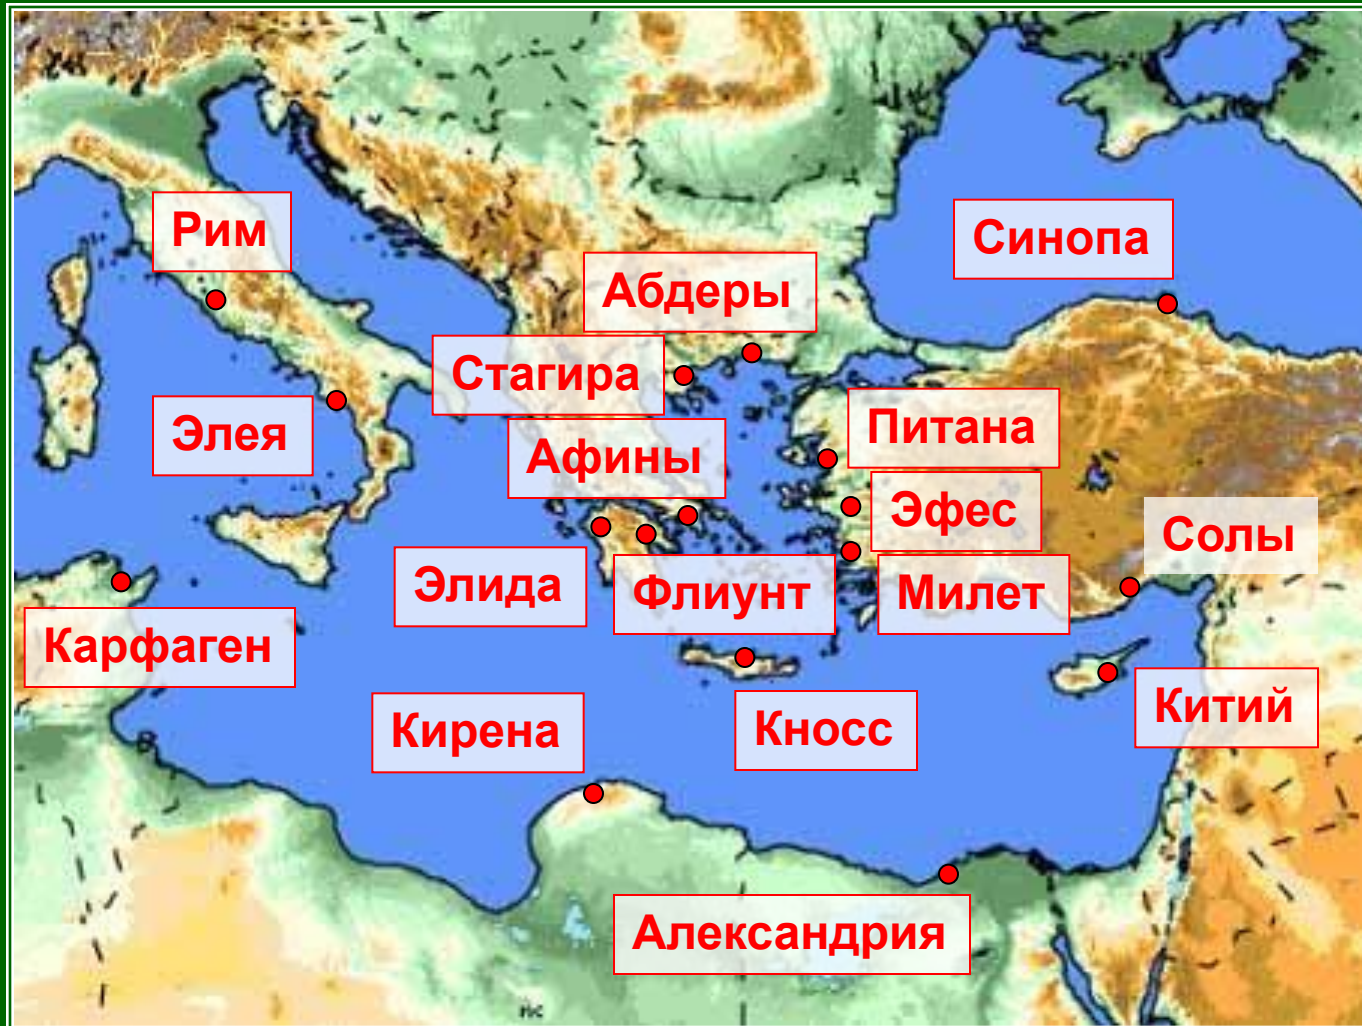 Рим
Синопа
Абдеры
Стагира
Элея
Питана
Афины
Эфес
Солы
Элида
Флиунт
Милет
Карфаген
Китий
Кирена
Кносс
Александрия